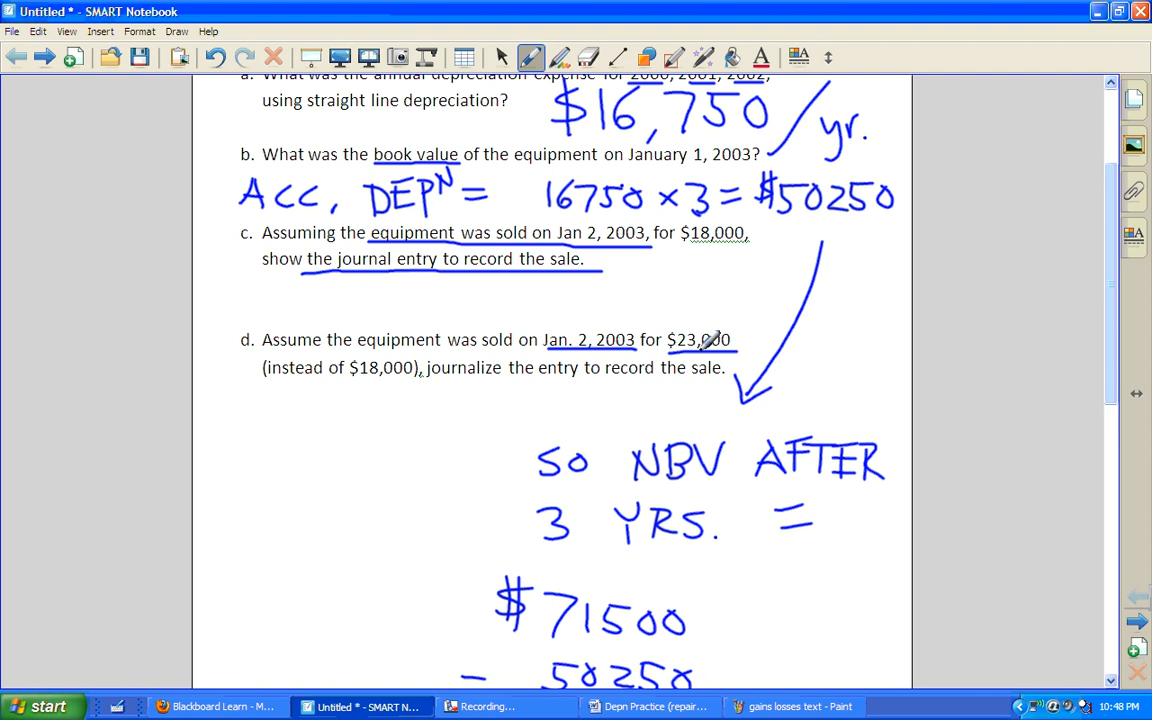 Untitled * - SMART Notebook
File Edit View Insert Format Draw Help
a. What was the annual depreciation expense for 2000, 2001, 2002,
using straight line depreciation?
$16,750 / yr.
b. What was the book value of the equipment on January 1, 2003?
ACC. DEPN = 16750 × 3 = $50250
c. Assuming the equipment was sold on Jan 2, 2003, for $18,000,
show the journal entry to record the sale.
d. Assume the equipment was sold on Jan. 2, 2003 for $23,000
(instead of $18,000), journalize the entry to record the sale.
SO NBV AFTER
3 YRS. =
$71500
- 50250
start Blackboard Learn - M... Untitled * - SMART N... Recording... Depn Practice (repair... gains losses text - Paint 10:48 PM